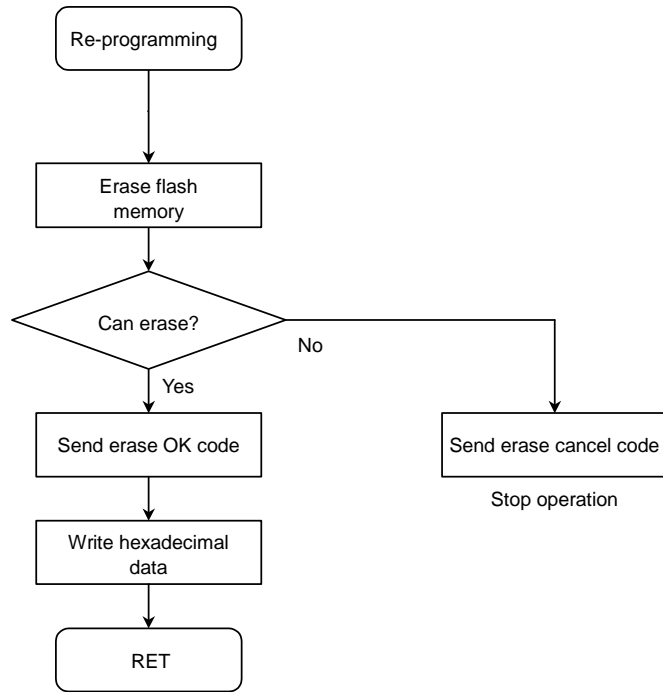 Re-programming
Erase flash
memory
Can erase?
No
Yes
Send erase OK code
Send erase cancel code
Stop operation
Write hexadecimal
data
RET